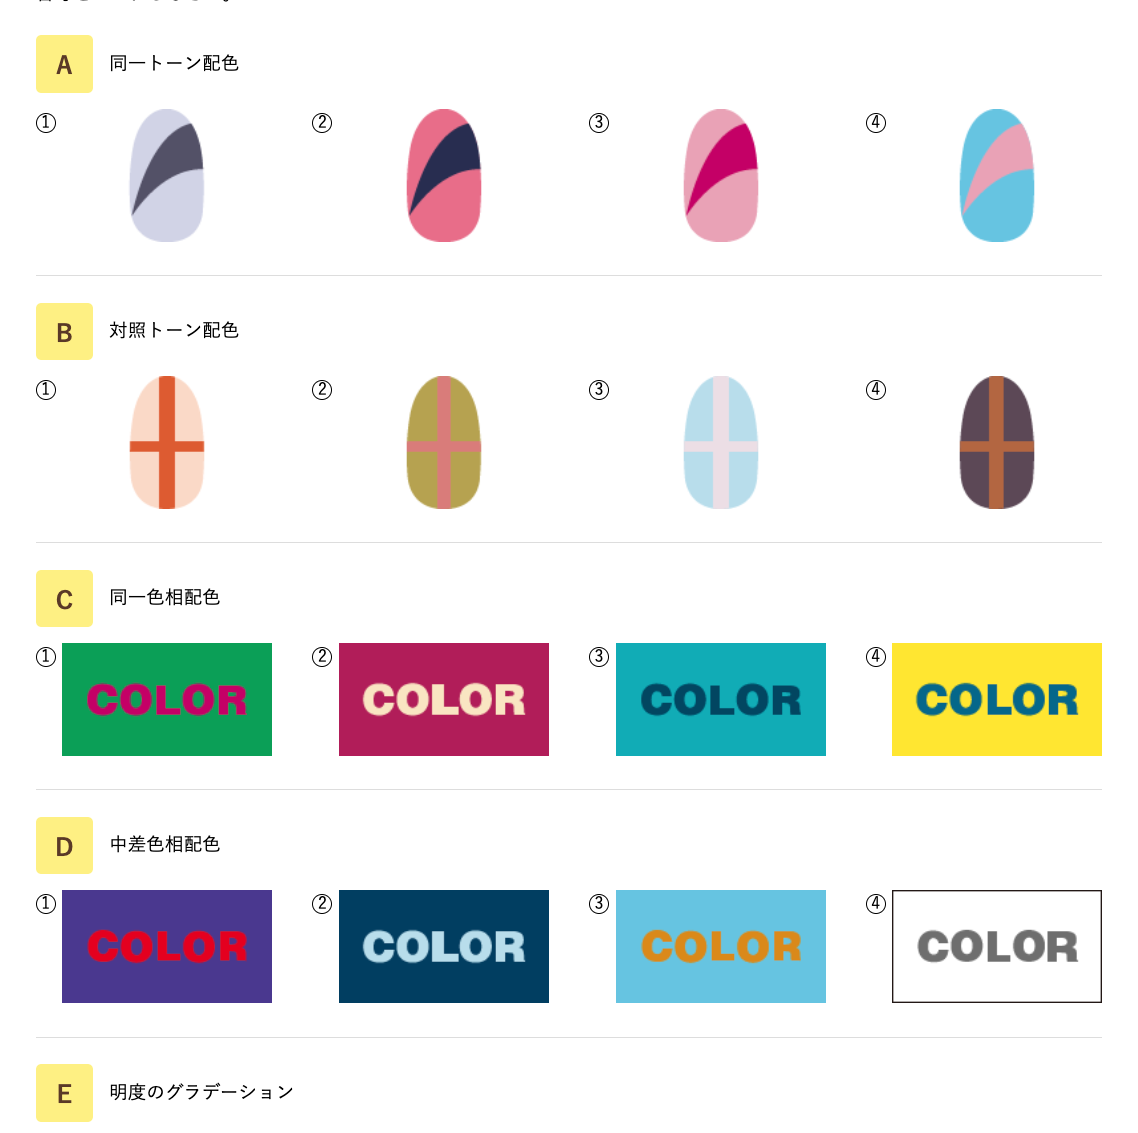 A 同一トーン配色
① ② ③ ④
B 対照トーン配色
① ② ③ ④
C 同一色相配色
① COLOR ② COLOR ③ COLOR ④ COLOR
D 中差色相配色
① COLOR ② COLOR ③ COLOR ④ COLOR
E 明度のグラデーション